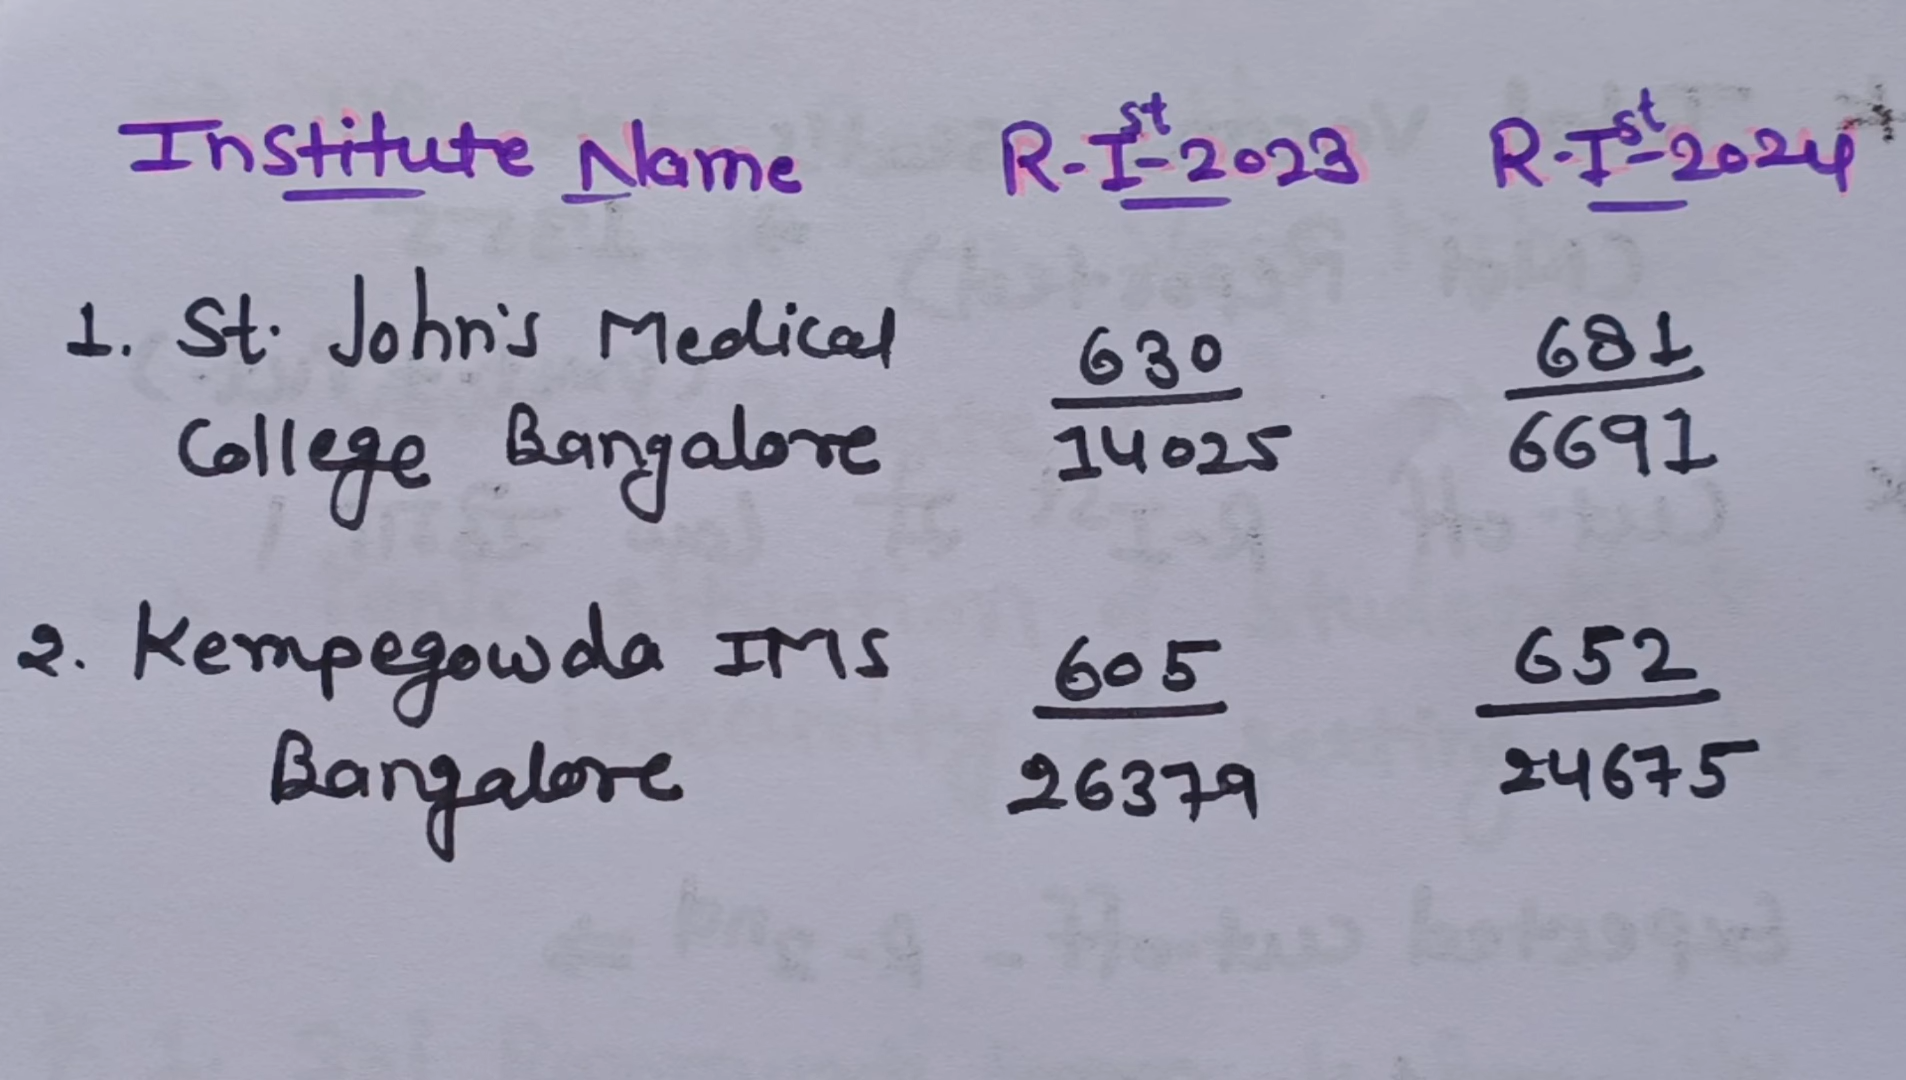 Institute Name R-Ist-2023 R-Ist-2024
1. St. John's Medical 630 681
College Bangalore 14025 6691
2. Kempegowda IMS 605 652
Bangalore 26379 24675